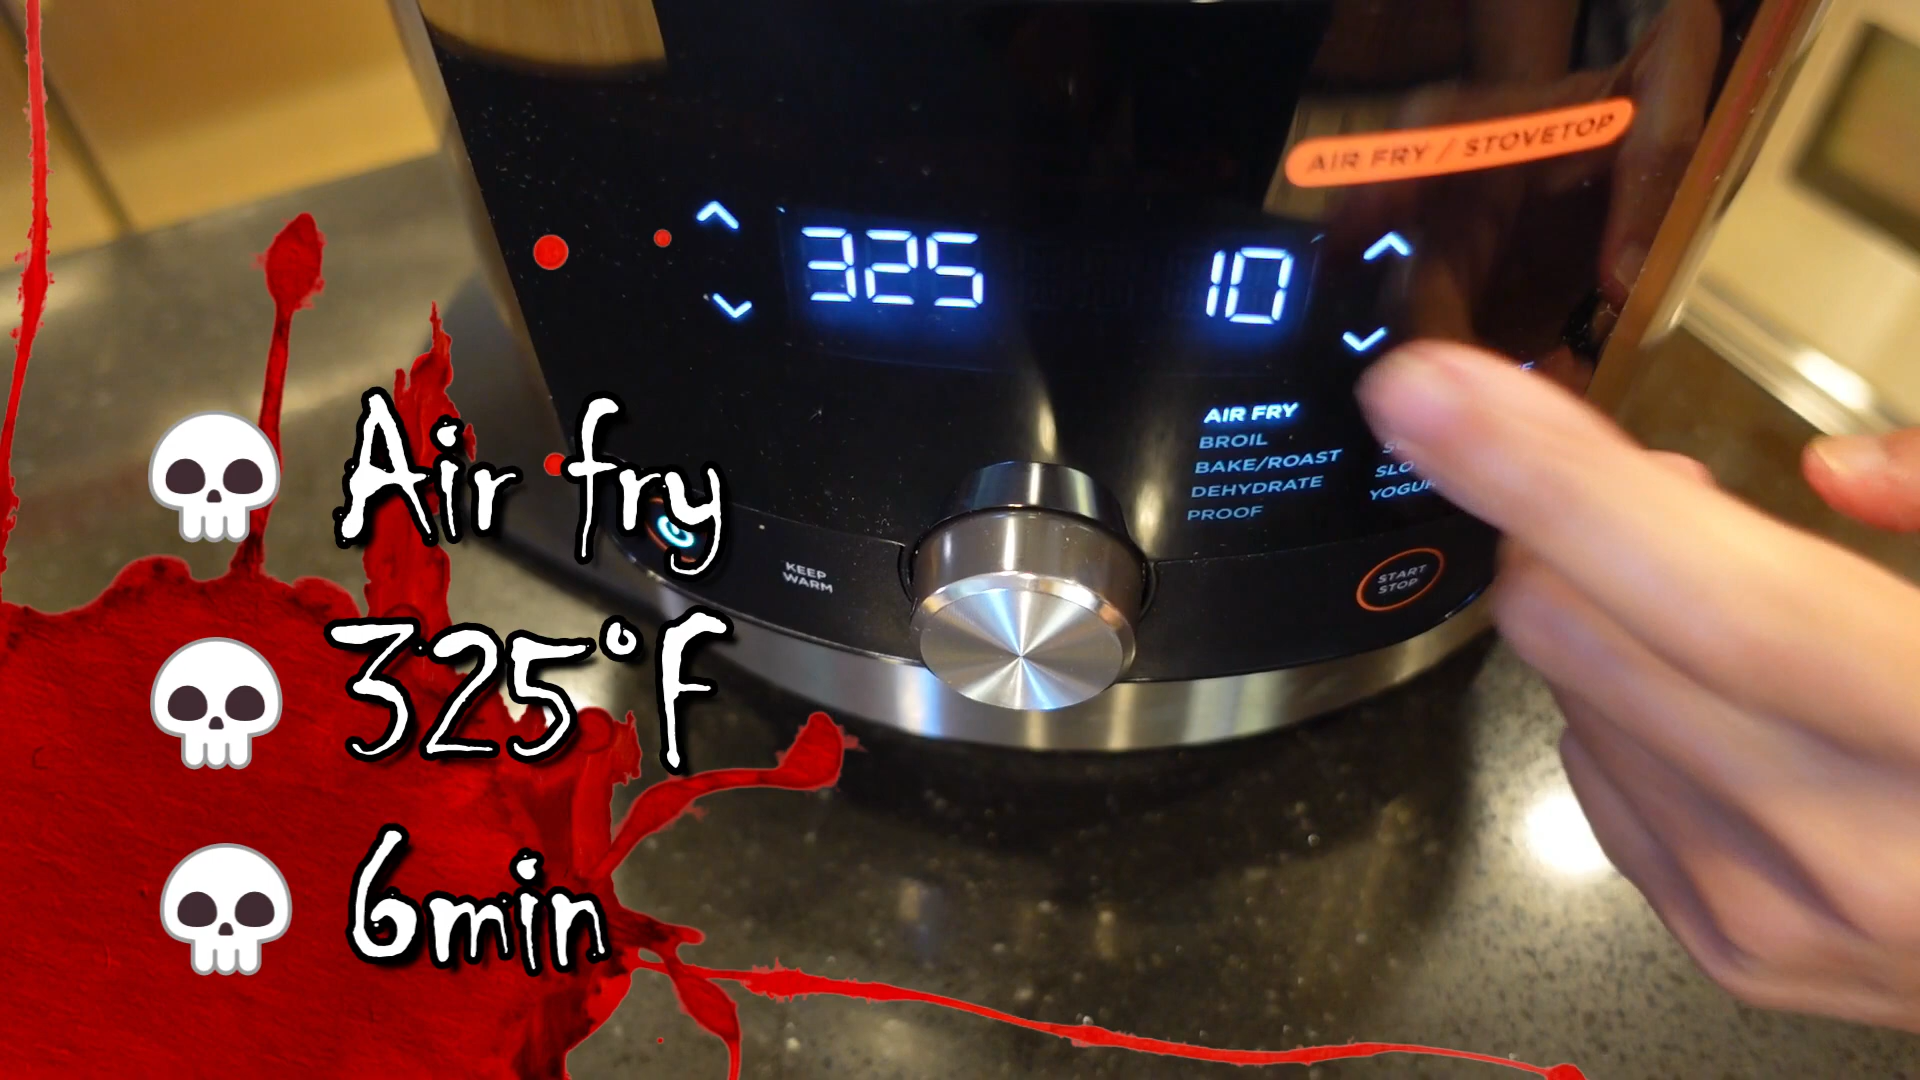 AIR FRY / STOVETOP
325 10
AIR FRY
BROIL
BAKE/ROAST
DEHYDRATE
PROOF
KEEP
WARM
START
STOP
Air fry
325°F
6min